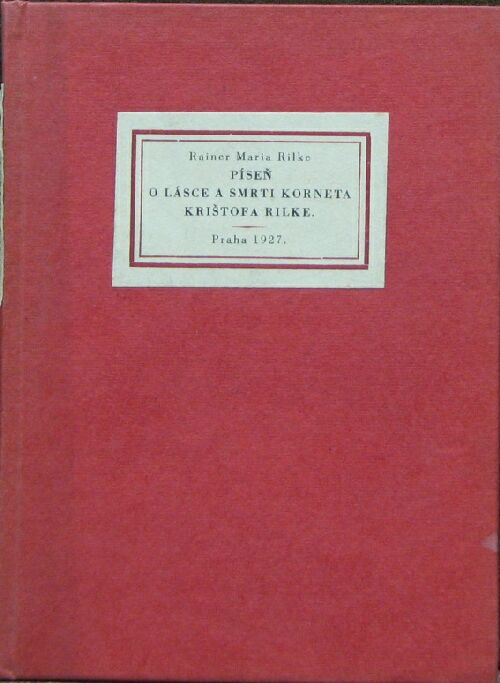 Rainer Maria Rilke
PÍSEŇ
O LÁSCE A SMRTI KORNETA
KRIŠTOFA RILKE.
Praha 1927.